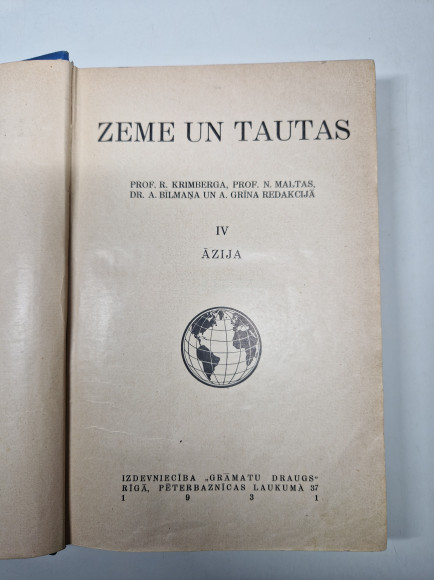 ZEME UN TAUTAS
PROF. R. KRIMBERGA, PROF. N. MALTAS,
DR. A. BĪLMAŅA UN A. GRĪNA REDAKCIJĀ
IV
ĀZIJA
IZDEVNIECĪBA „GRĀMATU DRAUGS"
RĪGĀ, PĒTERBAZNĪCAS LAUKUMĀ 37
1 9 3 1